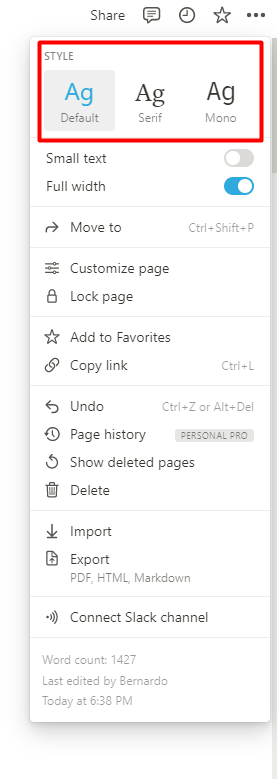 Share
STYLE
Ag Ag Ag
Default Serif Mono
Small text
Full width
Move to Ctrl+Shift+P
Customize page
Lock page
Add to Favorites
Copy link Ctrl+L
Undo Ctrl+Z or Alt+Del
Page history PERSONAL PRO
Show deleted pages
Delete
Import
Export
PDF, HTML, Markdown
Connect Slack channel
Word count: 1427
Last edited by Bernardo
Today at 6:38 PM